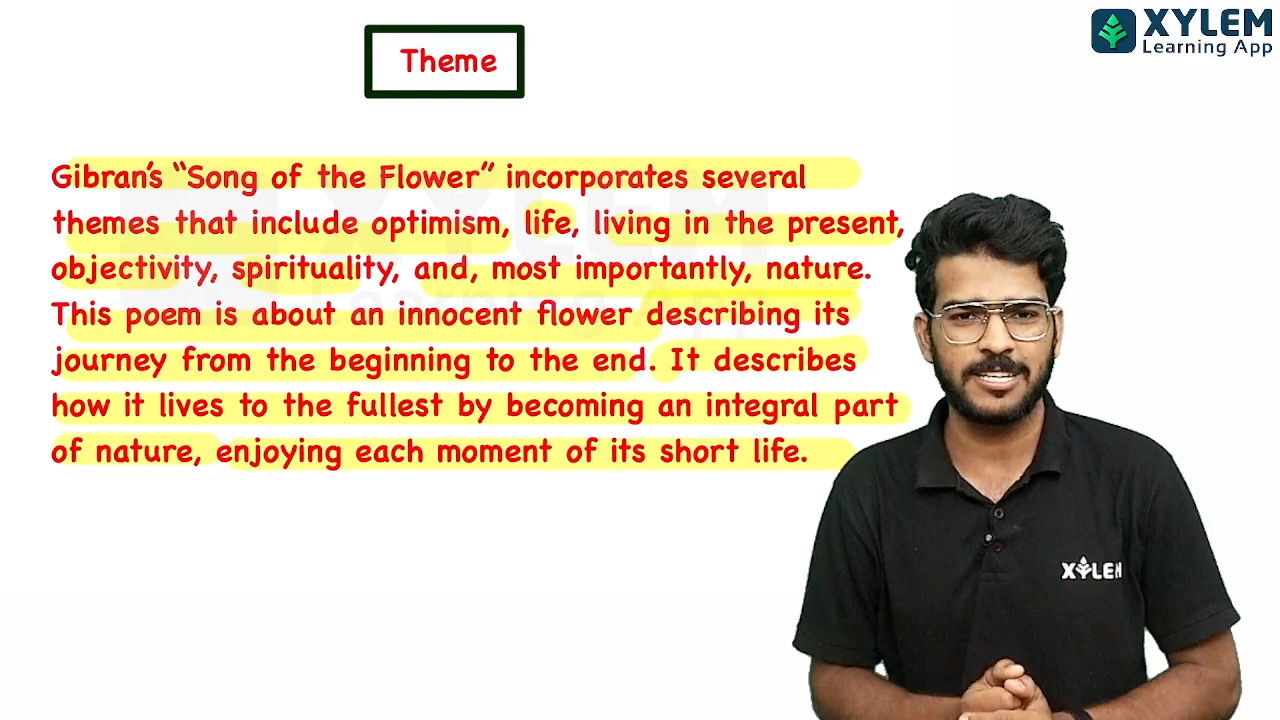 XYLEM
Learning App
Theme
Gibran's “Song of the Flower” incorporates several
themes that include optimism, life, living in the present,
objectivity, spirituality, and, most importantly, nature.
This poem is about an innocent flower describing its
journey from the beginning to the end. It describes
how it lives to the fullest by becoming an integral part
of nature, enjoying each moment of its short life.
XYLEM
Learning App
XYLEM